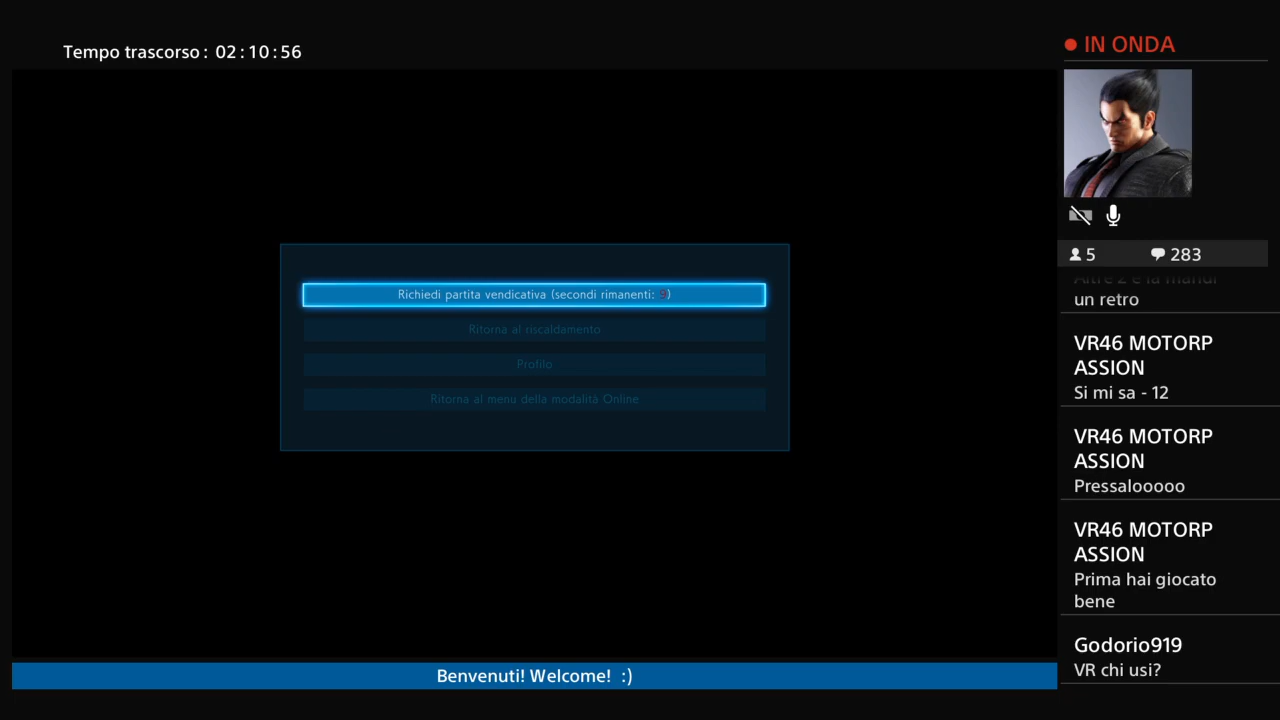 Tempo trascorso : 02:10:56
IN ONDA
5 283
Richiedi partita vendicativa (secondi rimanenti: 9)
Ritorna al riscaldamento
Profilo
Ritorna al menu della modalità Online
Benvenuti! Welcome! :)
un retro
VR46 MOTORP
ASSION
Si mi sa - 12
VR46 MOTORP
ASSION
Pressalooooo
VR46 MOTORP
ASSION
Prima hai giocato
bene
Godorio919
VR chi usi?